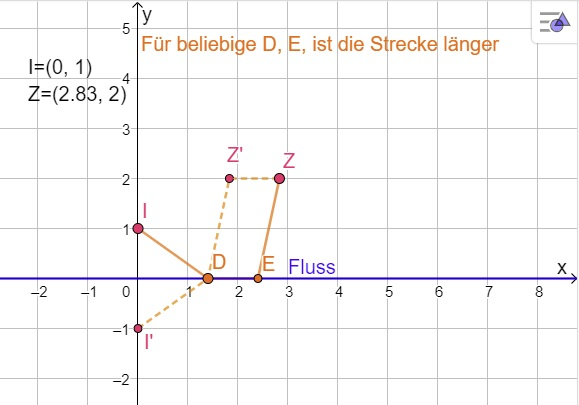 y
5
Für beliebige D, E, ist die Strecke länger
I=(0, 1)
4
Z=(2.83, 2)
3
Z' Z
2
I
1
D E Fluss x
−2 −1 0 1 2 3 4 5 6 7 8
−1
I'
−2